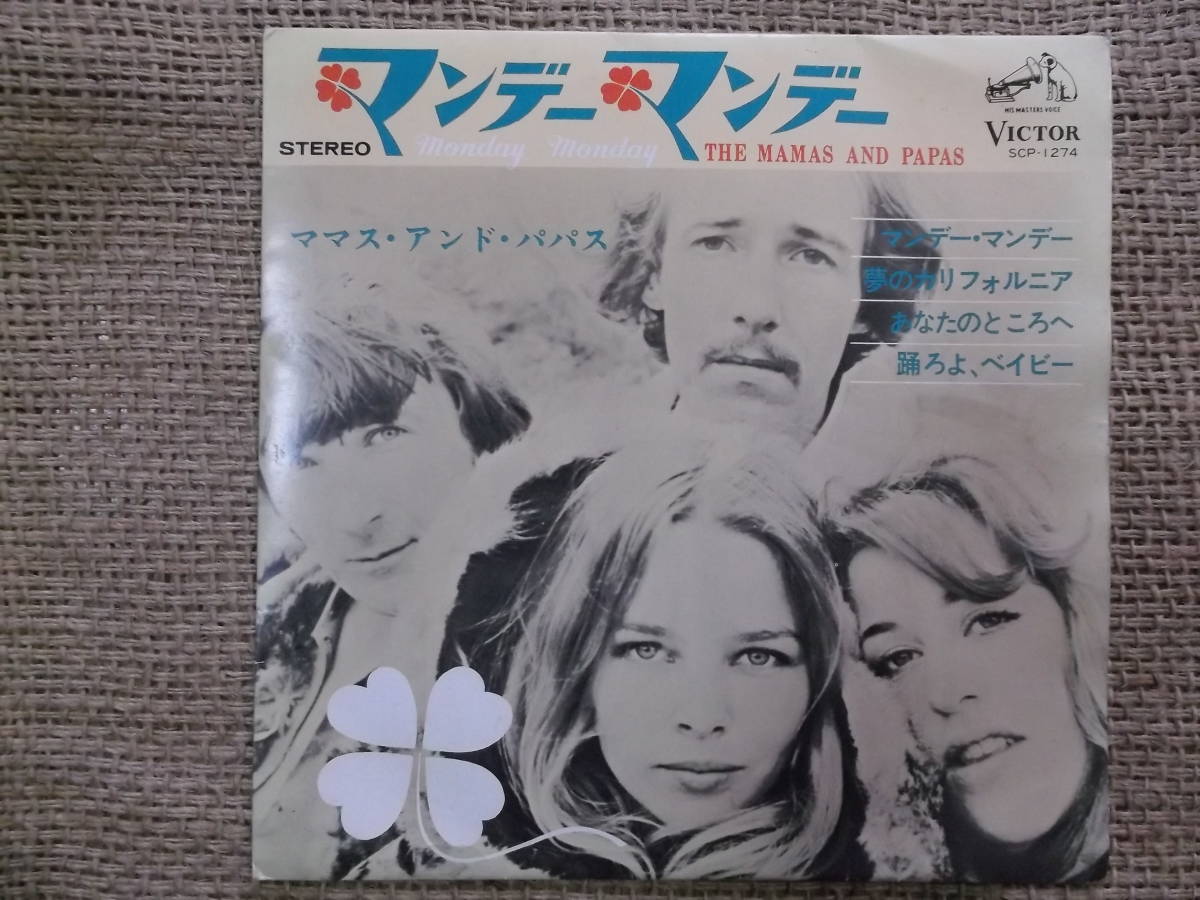 マンデー マンデー
STEREO
Monday Monday
THE MAMAS AND PAPAS
HIS MASTERS VOICE
VICTOR
SCP-1274
ママス・アンド・パパス
マンデー・マンデー
夢のカリフォルニア
あなたのところへ
踊ろよ、ベイビー